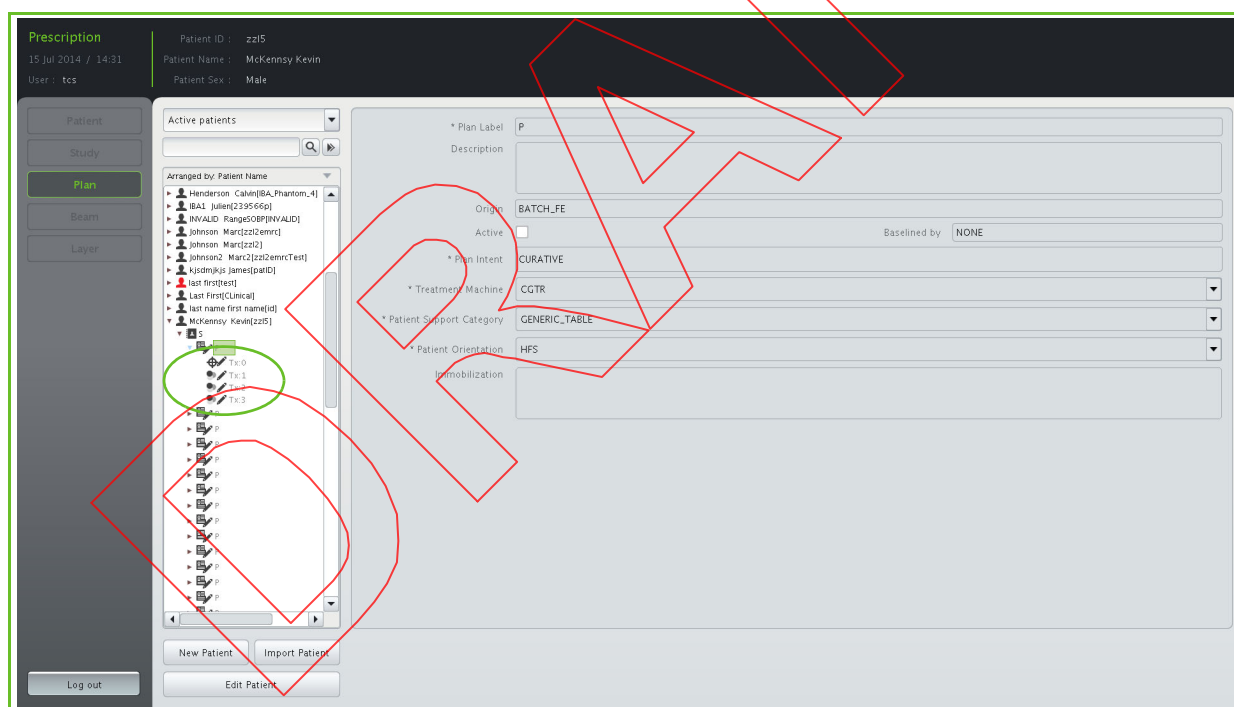 Prescription
15 Jul 2014 / 14:31
User : tcs
Patient ID : zzl5
Patient Name : McKennsy Kevin
Patient Sex : Male
Patient
Study
Plan
Beam
Layer
Log out
Active patients
Arranged by: Patient Name
Henderson Calvin[IBA_Phantom_4]
IBA1 Julien[239566p]
INVALID RangeSOBP[INVALID]
Johnson Marc[zzl2emrc]
Johnson Marc[zzl2]
Johnson2 Marc2[zzl2emrcTest]
kjsdmjkjs James[patID]
last first[test]
Last First[CLinical]
last name first name[id]
McKennsy Kevin[zzl5]
S
Tx:0
Tx:1
Tx:2
Tx:3
P
P
P
P
P
P
P
P
P
P
P
P
P
New Patient
Import Patient
Edit Patient
* Plan Label P
Description
Origin BATCH_FE
Active
Baselined by NONE
* Plan Intent CURATIVE
* Treatment Machine CGTR
* Patient Support Category GENERIC_TABLE
* Patient Orientation HFS
Immobilization
DRAF